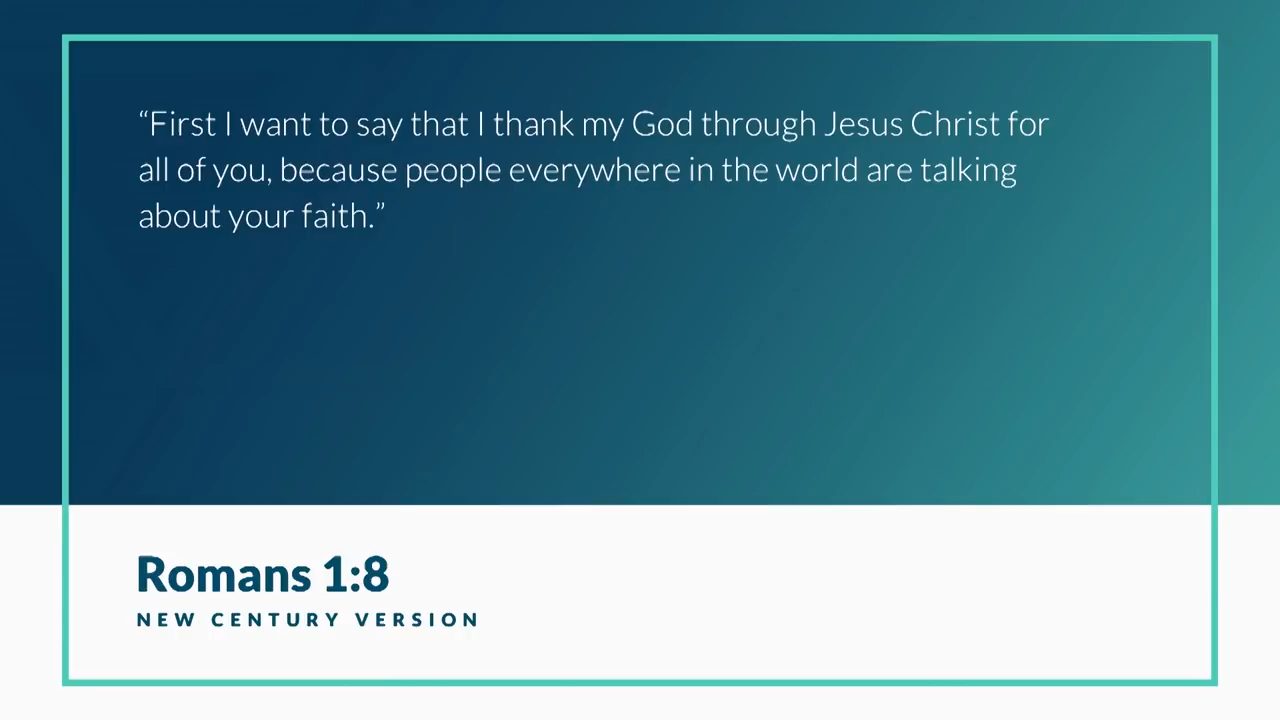 “First I want to say that I thank my God through Jesus Christ for
all of you, because people everywhere in the world are talking
about your faith.”
Romans 1:8
NEW CENTURY VERSION